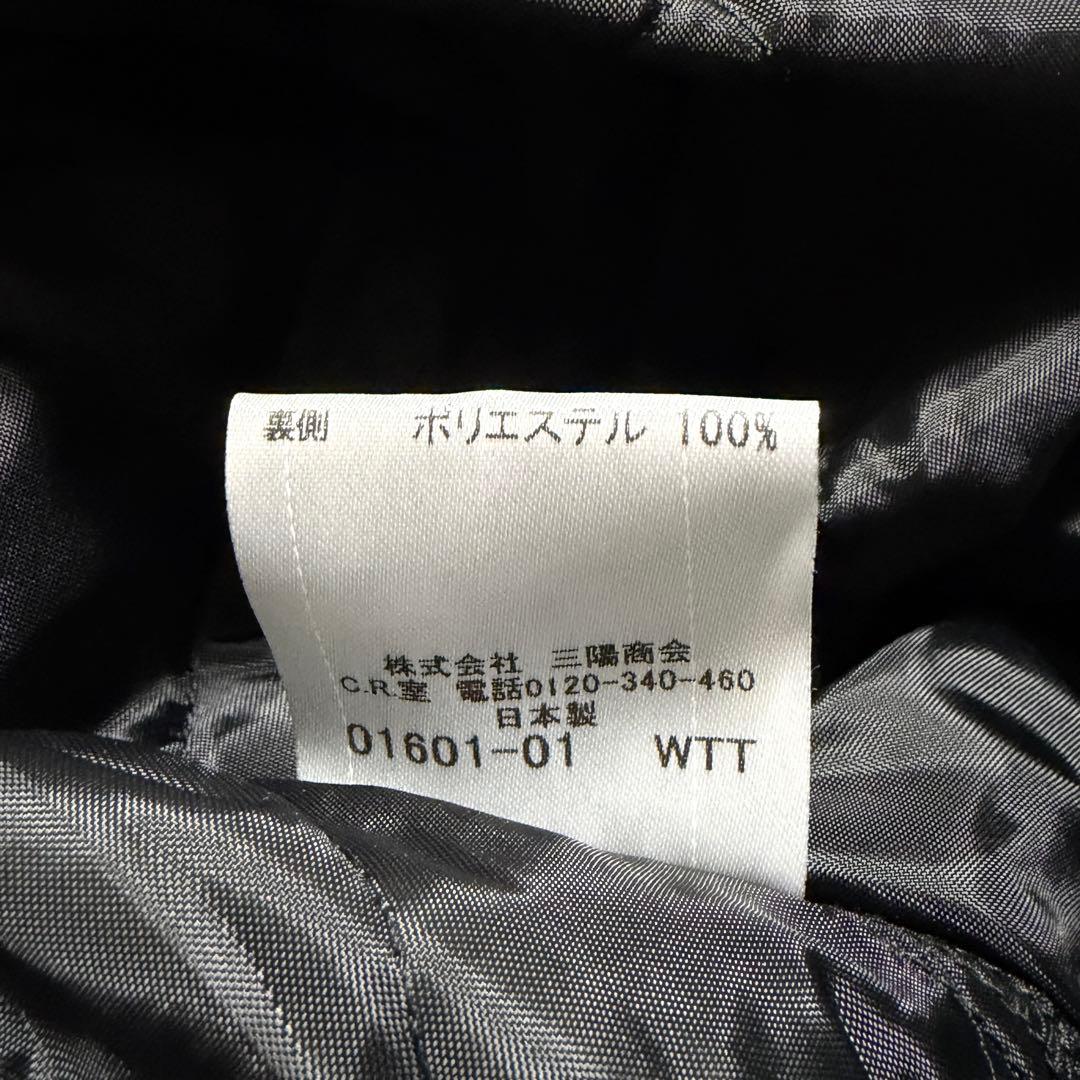 裏側 ポリエステル 100%
株式会社 三陽商会
C.R.室 電話0120-340-460
日本製
01601-01 WTT